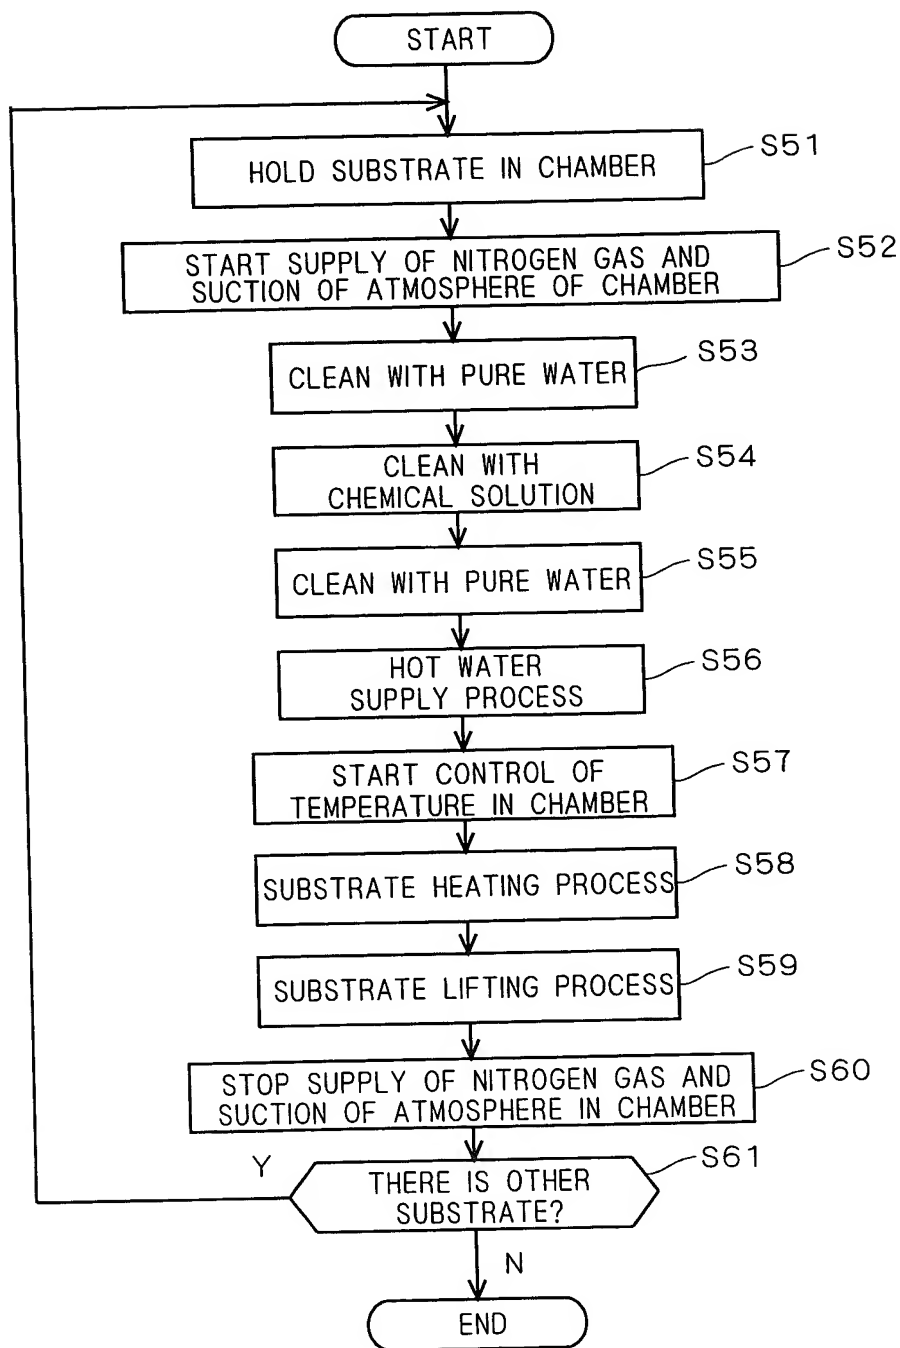 START
HOLD SUBSTRATE IN CHAMBER
S51
START SUPPLY OF NITROGEN GAS AND
SUCTION OF ATMOSPHERE OF CHAMBER
S52
CLEAN WITH PURE WATER
S53
CLEAN WITH
CHEMICAL SOLUTION
S54
CLEAN WITH PURE WATER
S55
HOT WATER
SUPPLY PROCESS
S56
START CONTROL OF
TEMPERATURE IN CHAMBER
S57
SUBSTRATE HEATING PROCESS
S58
SUBSTRATE LIFTING PROCESS
S59
STOP SUPPLY OF NITROGEN GAS AND
SUCTION OF ATMOSPHERE IN CHAMBER
S60
Y
THERE IS OTHER
SUBSTRATE?
S61
N
END